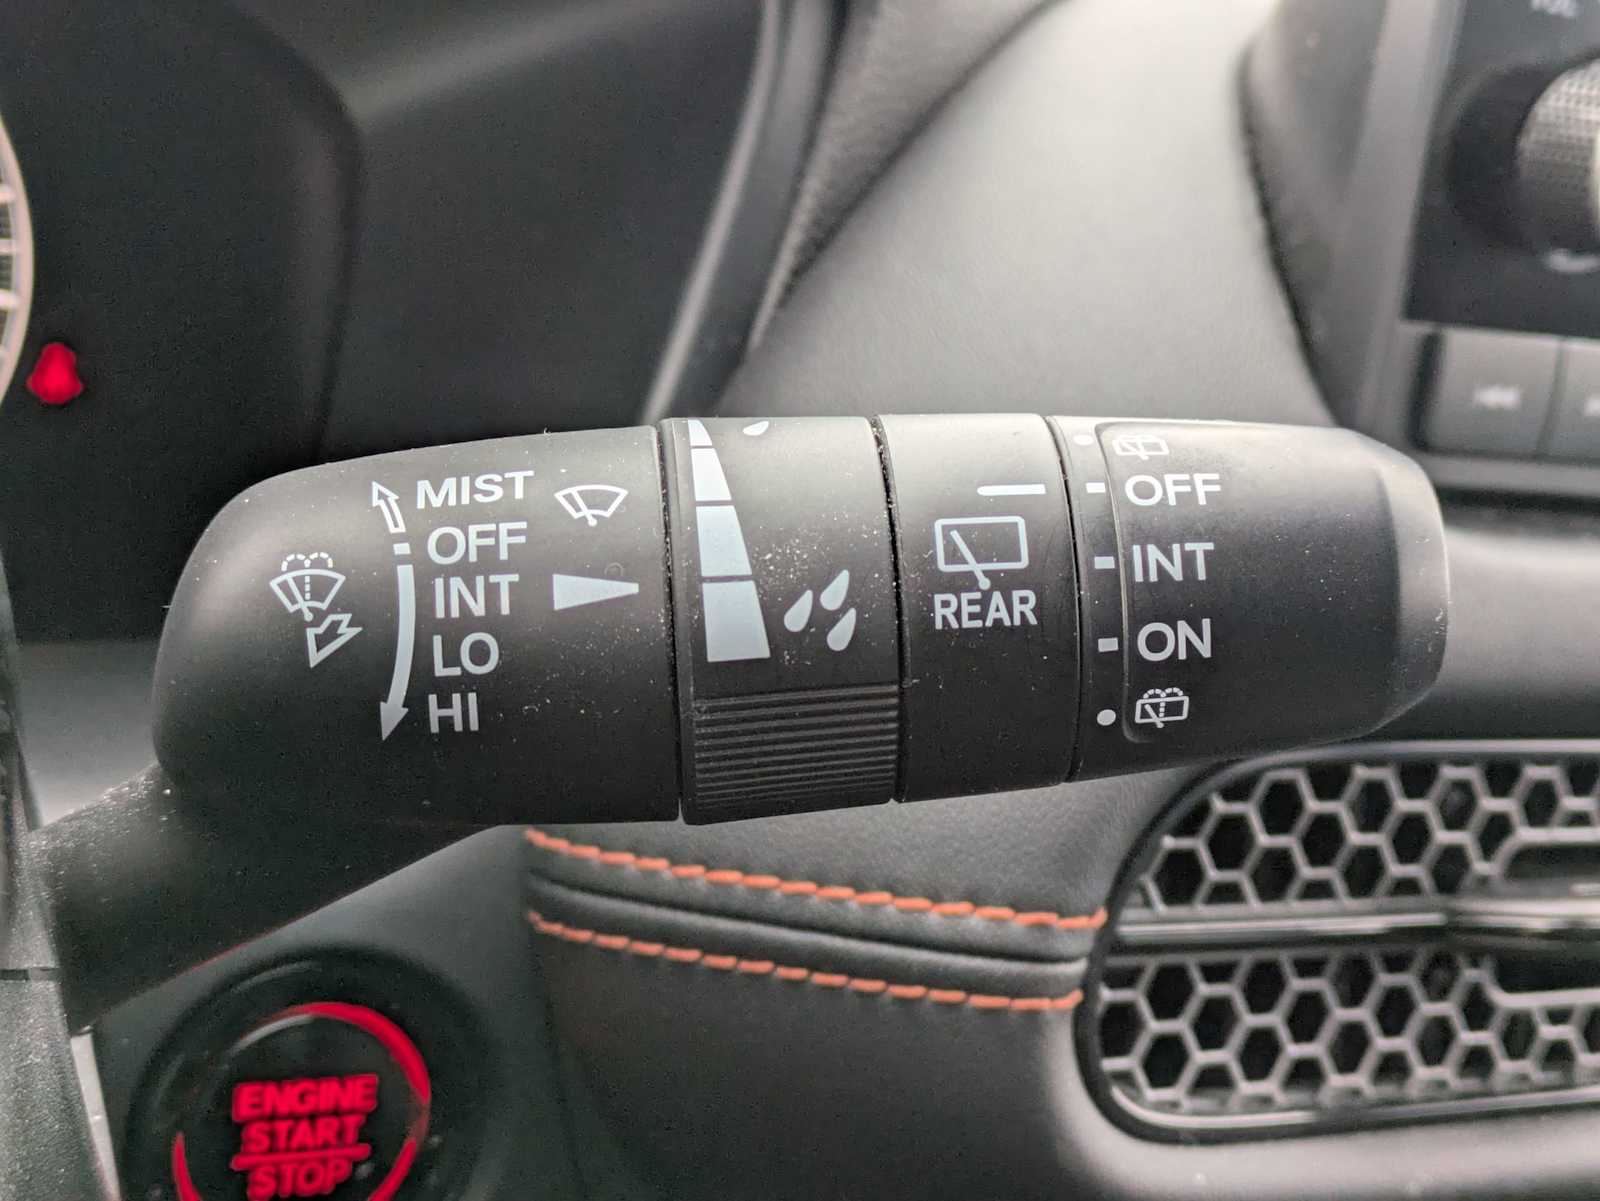 MIST
OFF
INT
LO
HI
REAR
OFF
INT
ON
ENGINE
START
STOP